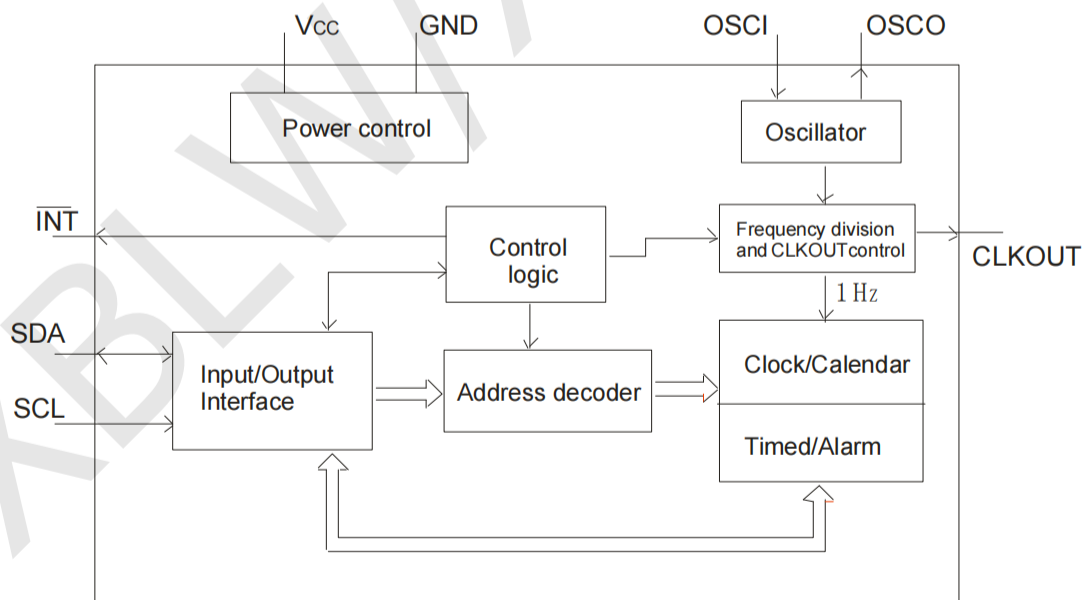 Vcc
GND
OSCI
OSCO
Power control
Oscillator
INT
Control
logic
Frequency division
and CLKOUTcontrol
CLKOUT
1 Hz
SDA
SCL
Input/Output
Interface
Address decoder
Clock/Calendar
Timed/Alarm
XBLW